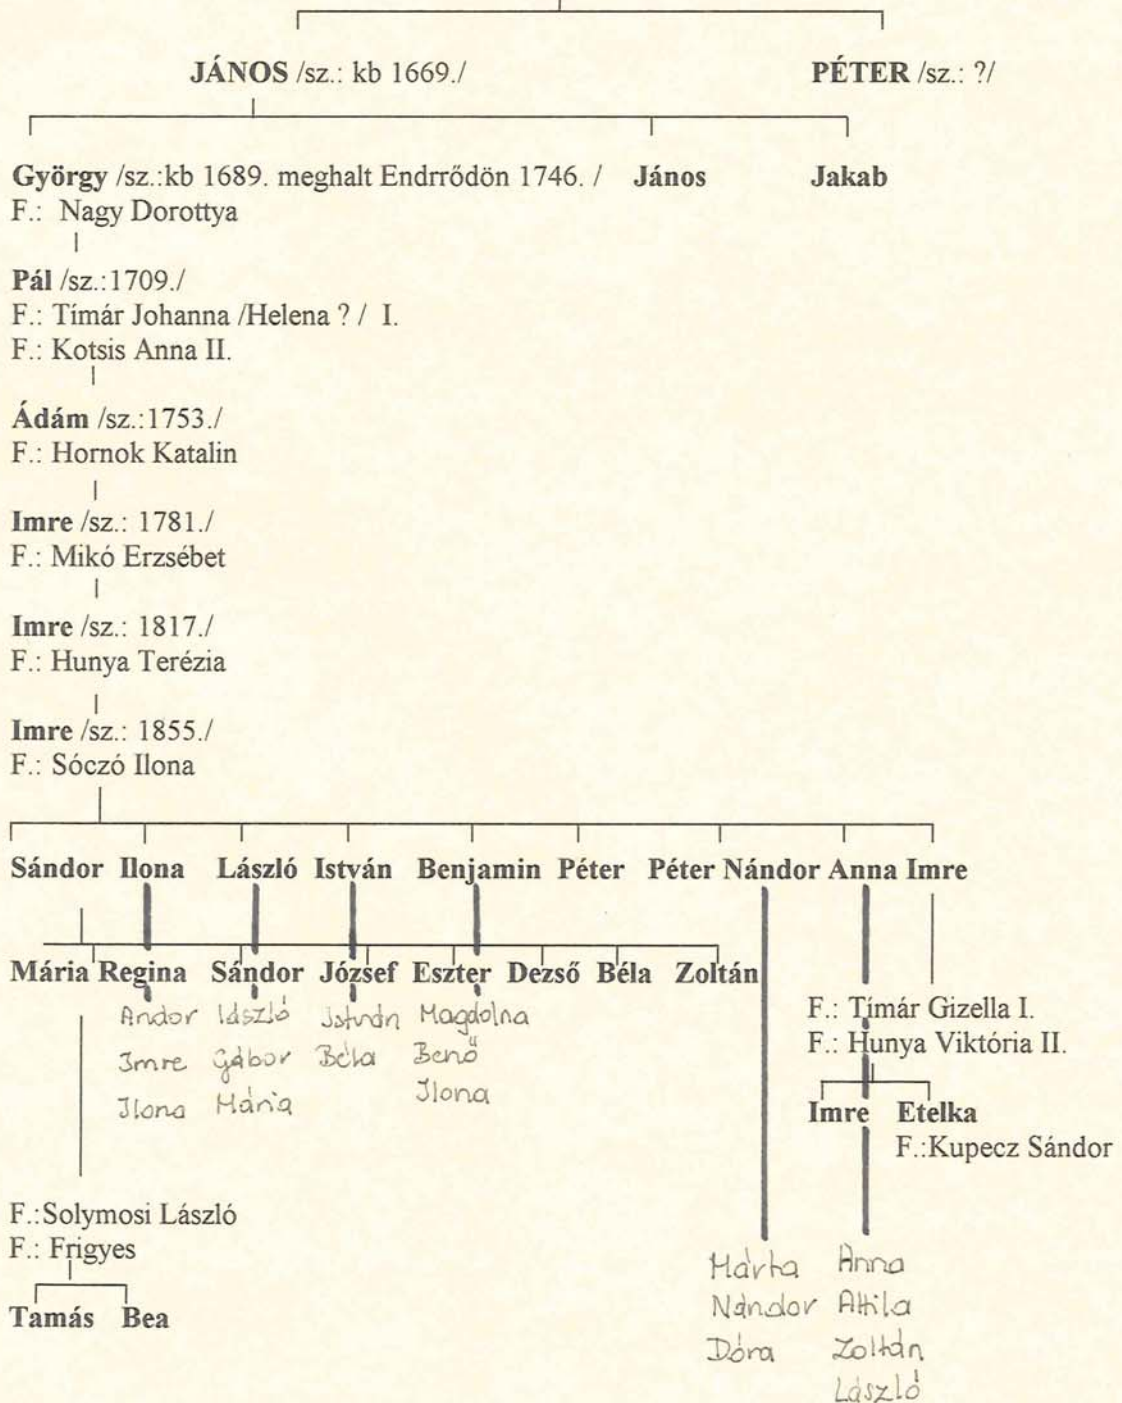 JÁNOS /sz.: kb 1669./ PÉTER /sz.: ?/
György /sz.:kb 1689. meghalt Endrrődön 1746. / János Jakab
F.: Nagy Dorottya
Pál /sz.:1709./
F.: Tímár Johanna /Helena ? / I.
F.: Kotsis Anna II.
Ádám /sz.:1753./
F.: Hornok Katalin
Imre /sz.: 1781./
F.: Mikó Erzsébet
Imre /sz.: 1817./
F.: Hunya Terézia
Imre /sz.: 1855./
F.: Sóczó Ilona
Sándor Ilona László István Benjamin Péter Péter Nándor Anna Imre
Mária Regina Sándor József Eszter Dezső Béla Zoltán
Andor László István Magdolna
Imre Gábor Béla Benő
Ilona Mária Ilona
F.: Tímár Gizella I.
F.: Hunya Viktória II.
Imre Etelka
F.:Kupecz Sándor
F.:Solymosi László
F.: Frigyes
Tamás Bea
Márta Anna
Nándor Attila
Dóra Zoltán
László